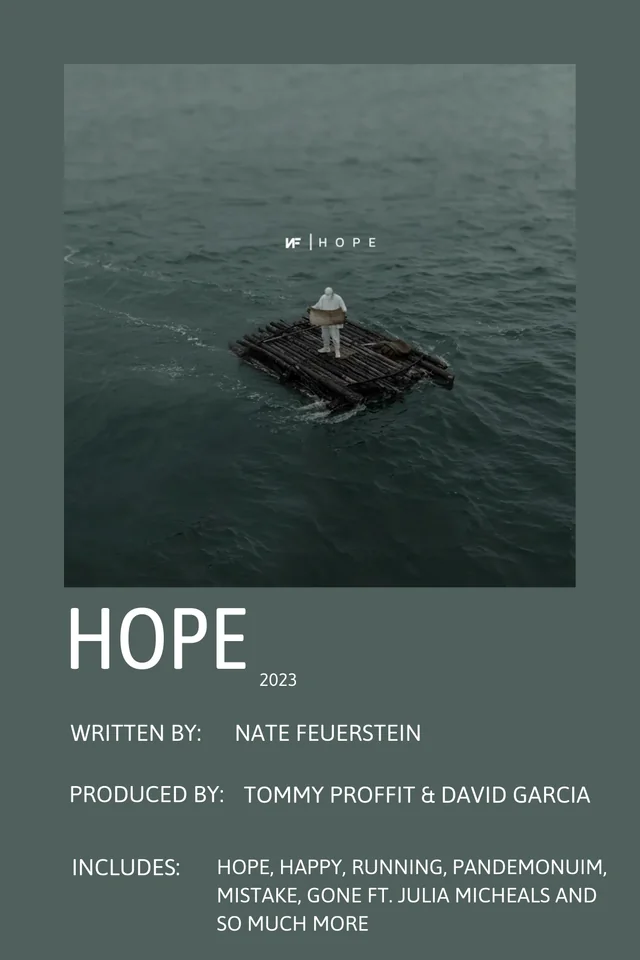 NF | HOPE
HOPE
2023
WRITTEN BY: NATE FEUERSTEIN
PRODUCED BY: TOMMY PROFFIT & DAVID GARCIA
INCLUDES: HOPE, HAPPY, RUNNING, PANDEMONUIM,
MISTAKE, GONE FT. JULIA MICHEALS AND
SO MUCH MORE